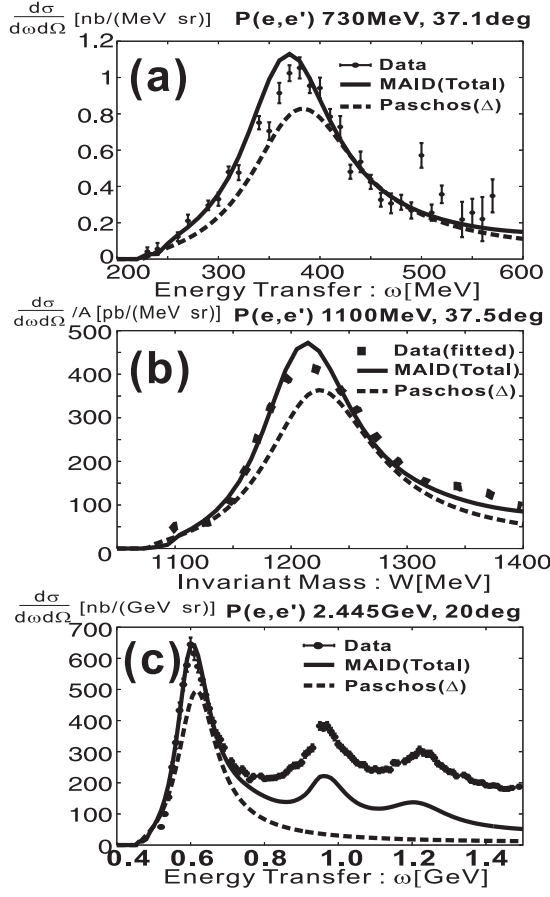 dσ/dωdΩ [nb/(MeV sr)] P(e,e') 730MeV, 37.1deg
(a)
Data
MAID(Total)
Paschos(Δ)
1.2
1
0.8
0.6
0.4
0.2
0
200 300 400 500 600
Energy Transfer : ω[MeV]
dσ/dωdΩ /A [pb/(MeV sr)] P(e,e') 1100MeV, 37.5deg
(b)
Data(fitted)
MAID(Total)
Paschos(Δ)
500
400
300
200
100
0
1100 1200 1300 1400
Invariant Mass : W[MeV]
dσ/dωdΩ [nb/(GeV sr)] P(e,e') 2.445GeV, 20deg
(c)
Data
MAID(Total)
Paschos(Δ)
700
600
500
400
300
200
100
0
0.4 0.6 0.8 1.0 1.2 1.4
Energy Transfer : ω[GeV]